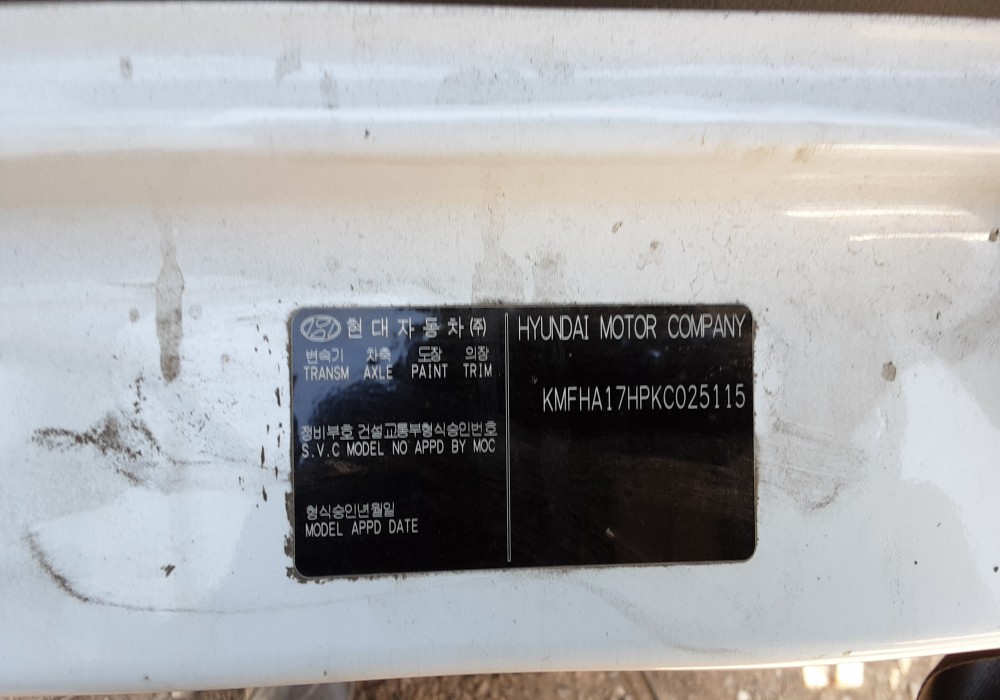 현대자동차(주)
변속기 차축 도장 의장
TRANSM AXLE PAINT TRIM
정비부호 건설교통부형식승인번호
S.V.C MODEL NO APPD BY MOC
형식승인년월일
MODEL APPD DATE
HYUNDAI MOTOR COMPANY
KMFHA17HPKC025115